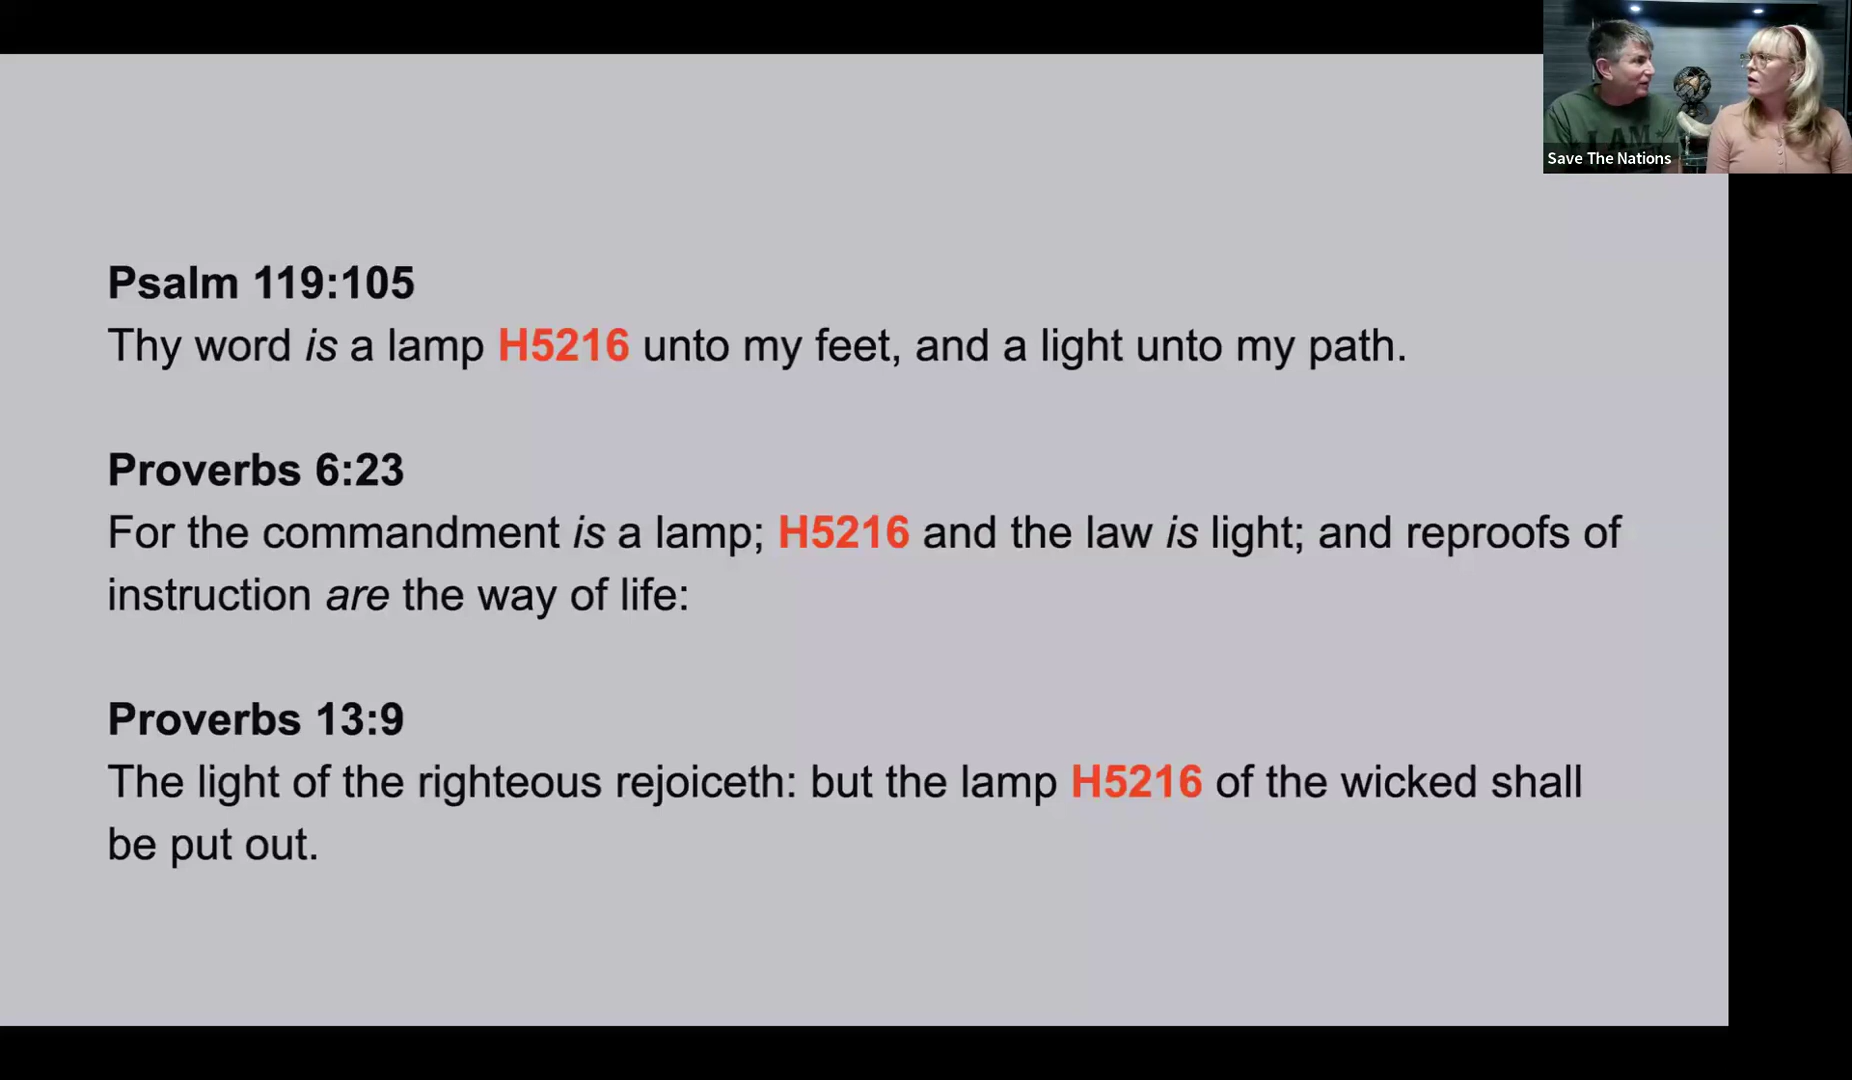 Save The Nations
I AM
Psalm 119:105
Thy word is a lamp H5216 unto my feet, and a light unto my path.
Proverbs 6:23
For the commandment is a lamp; H5216 and the law is light; and reproofs of
instruction are the way of life:
Proverbs 13:9
The light of the righteous rejoiceth: but the lamp H5216 of the wicked shall
be put out.